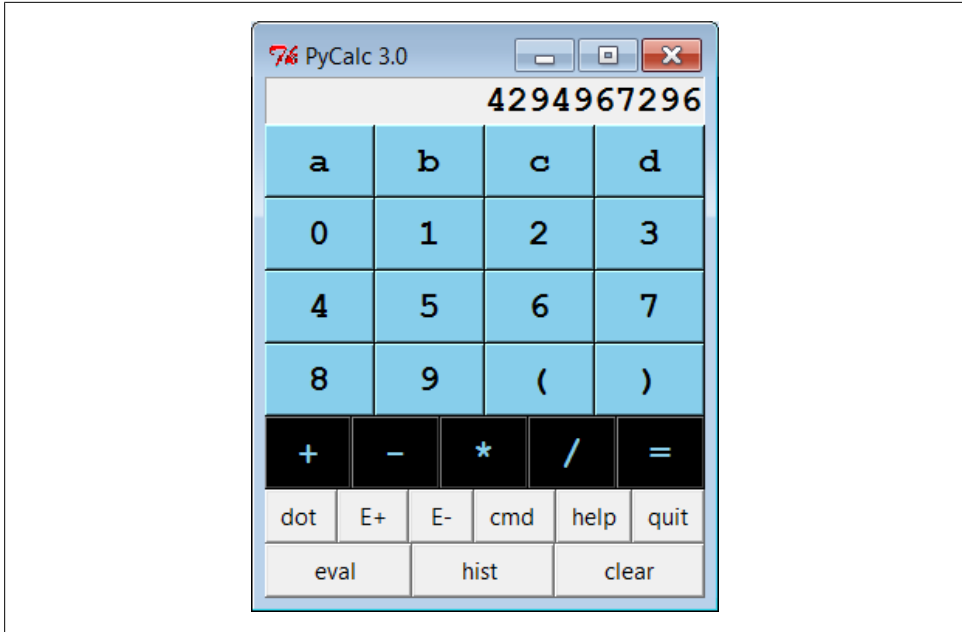 PyCalc 3.0
4294967296
a b c d
0 1 2 3
4 5 6 7
8 9 ( )
+ - * / =
dot E+ E- cmd help quit
eval hist clear